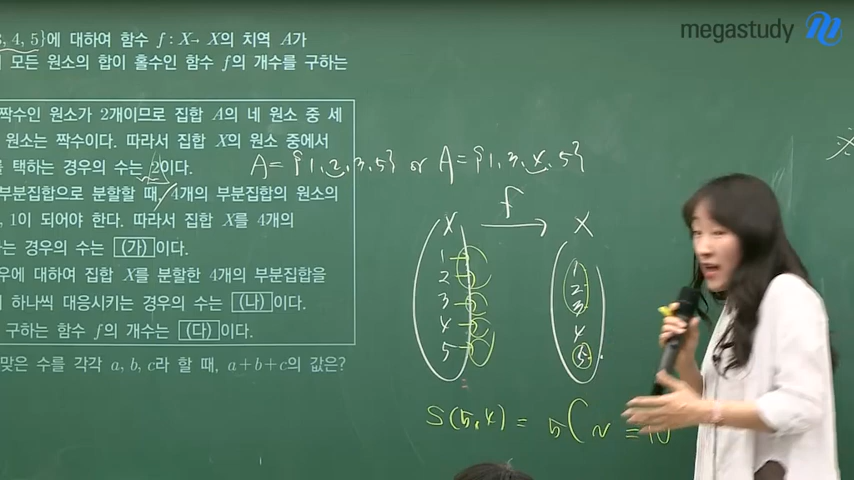 megastudy
, 4, 5}에 대하여 함수 f : X→ X의 치역 A가
모든 원소의 합이 홀수인 함수 f의 개수를 구하는
짝수인 원소가 2개이므로 집합 A의 네 원소 중 세
원소는 짝수이다. 따라서 집합 X의 원소 중에서
를 택하는 경우의 수는 2이다.
부분집합으로 분할할 때, 4개의 부분집합의 원소의
, 1이 되어야 한다. 따라서 집합 X를 4개의
는 경우의 수는 (가) 이다.
우에 대하여 집합 X를 분할한 4개의 부분집합을
하나씩 대응시키는 경우의 수는 (나) 이다.
구하는 함수 f의 개수는 (다) 이다.
맞은 수를 각각 a, b, c라 할 때, a+b+c의 값은?
A = {1, 2, 3, 5} or A = {1, 3, 4, 5}
f
X → X
1 1
2 2
3 3
4 4
5 5
S(5, 4) = 5C2 = 10